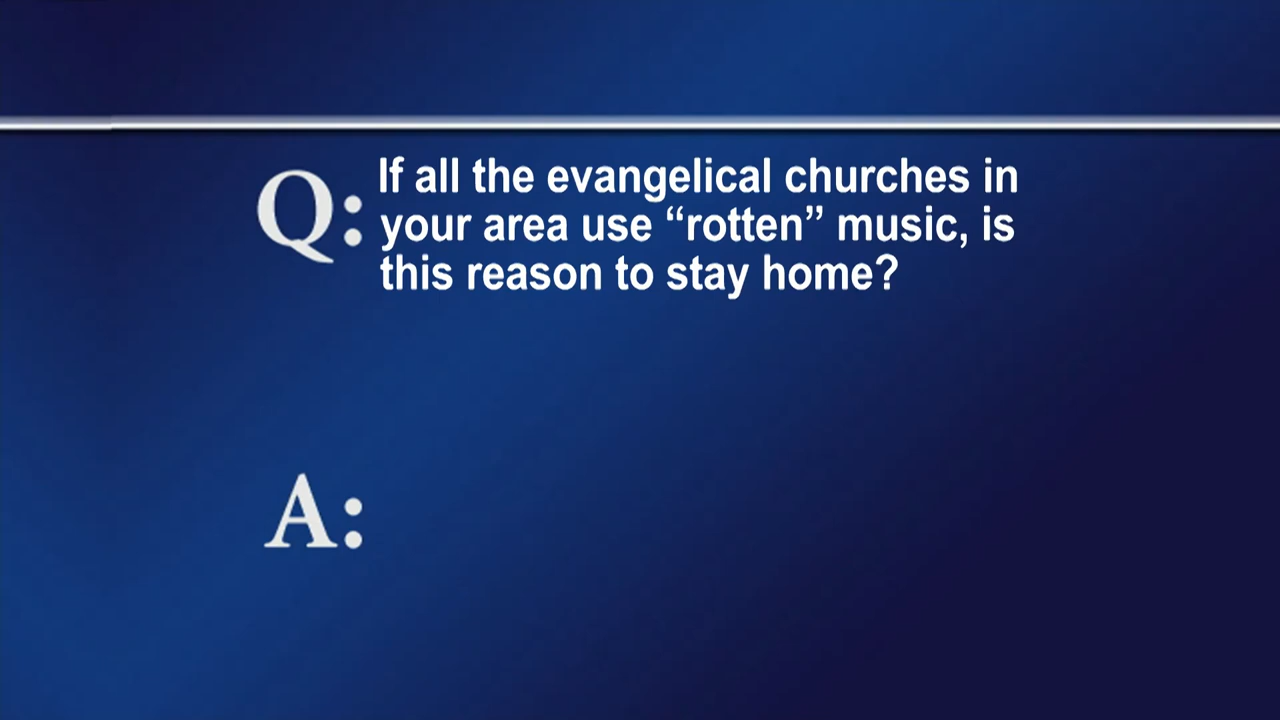 Q: If all the evangelical churches in
your area use “rotten” music, is
this reason to stay home?
A: